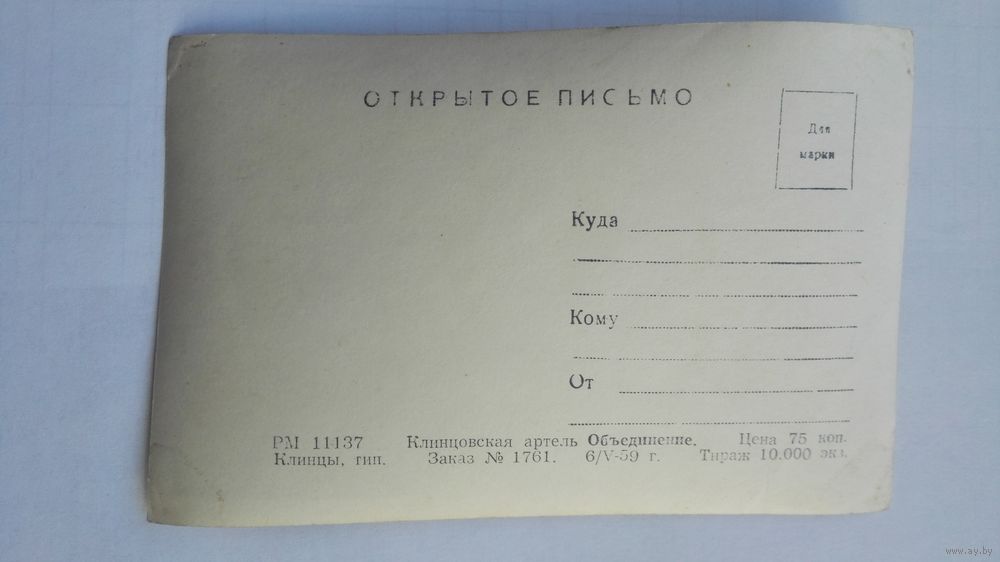 ОТКРЫТОЕ ПИСЬМО
Для
марки
Куда
Кому
От
РМ 11137 Клинцовская артель Объединение. Цена 75 коп.
Клинцы, тип. Заказ № 1761. 6/V-59 г. Тираж 10.000 экз.
www.ay.by